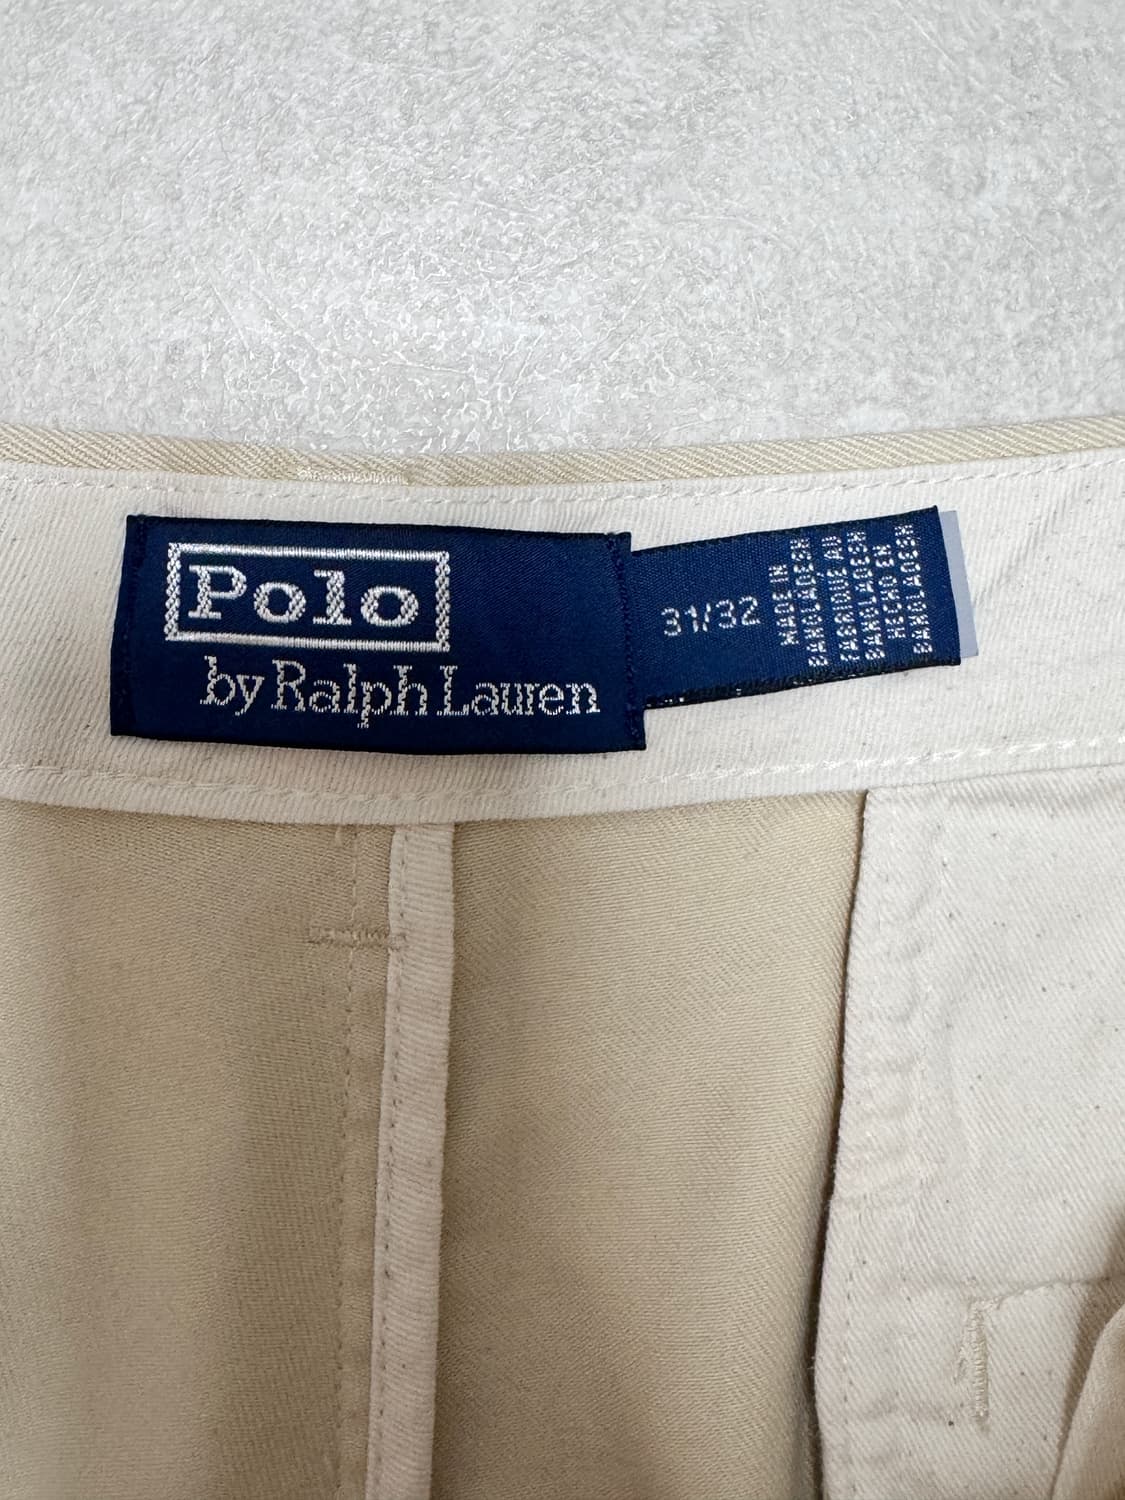 Polo
by Ralph Lauren
31/32
MADE IN
BANGLADESH
FABRIQUE AU
BANGLADESH
HECHO EN
BANGLADESH